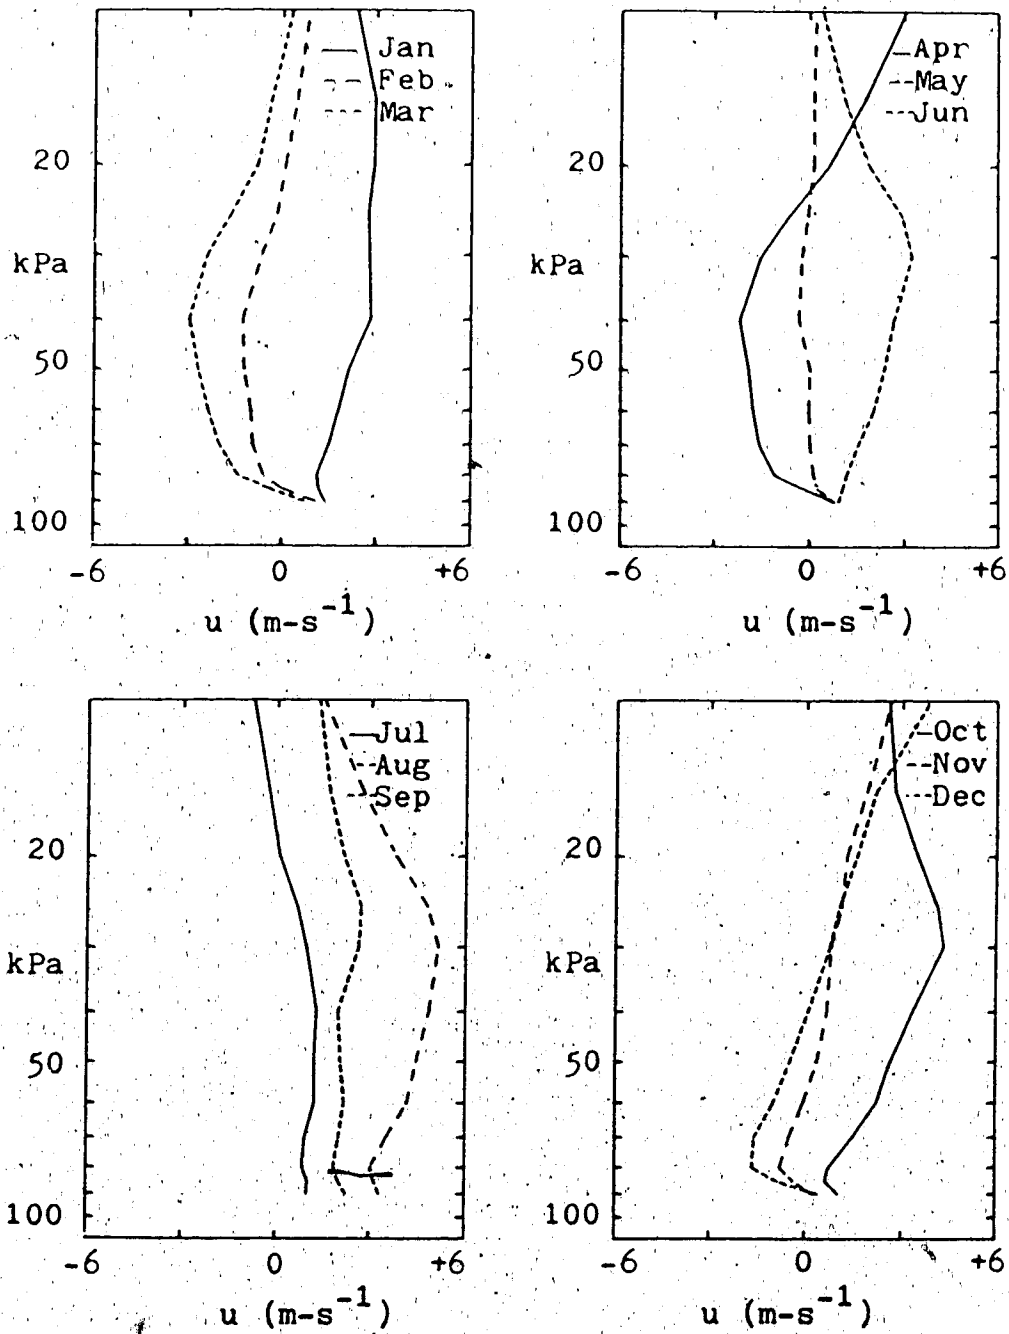 Jan
Feb
Mar
20
kPa
50
100
-6 0 +6
u (m-s⁻¹)
Apr
May
Jun
20
kPa
50
100
-6 0 +6
u (m-s⁻¹)
Jul
Aug
Sep
20
kPa
50
100
-6 0 +6
u (m-s⁻¹)
Oct
Nov
Dec
20
kPa
50
100
-6 0 +6
u (m-s⁻¹)